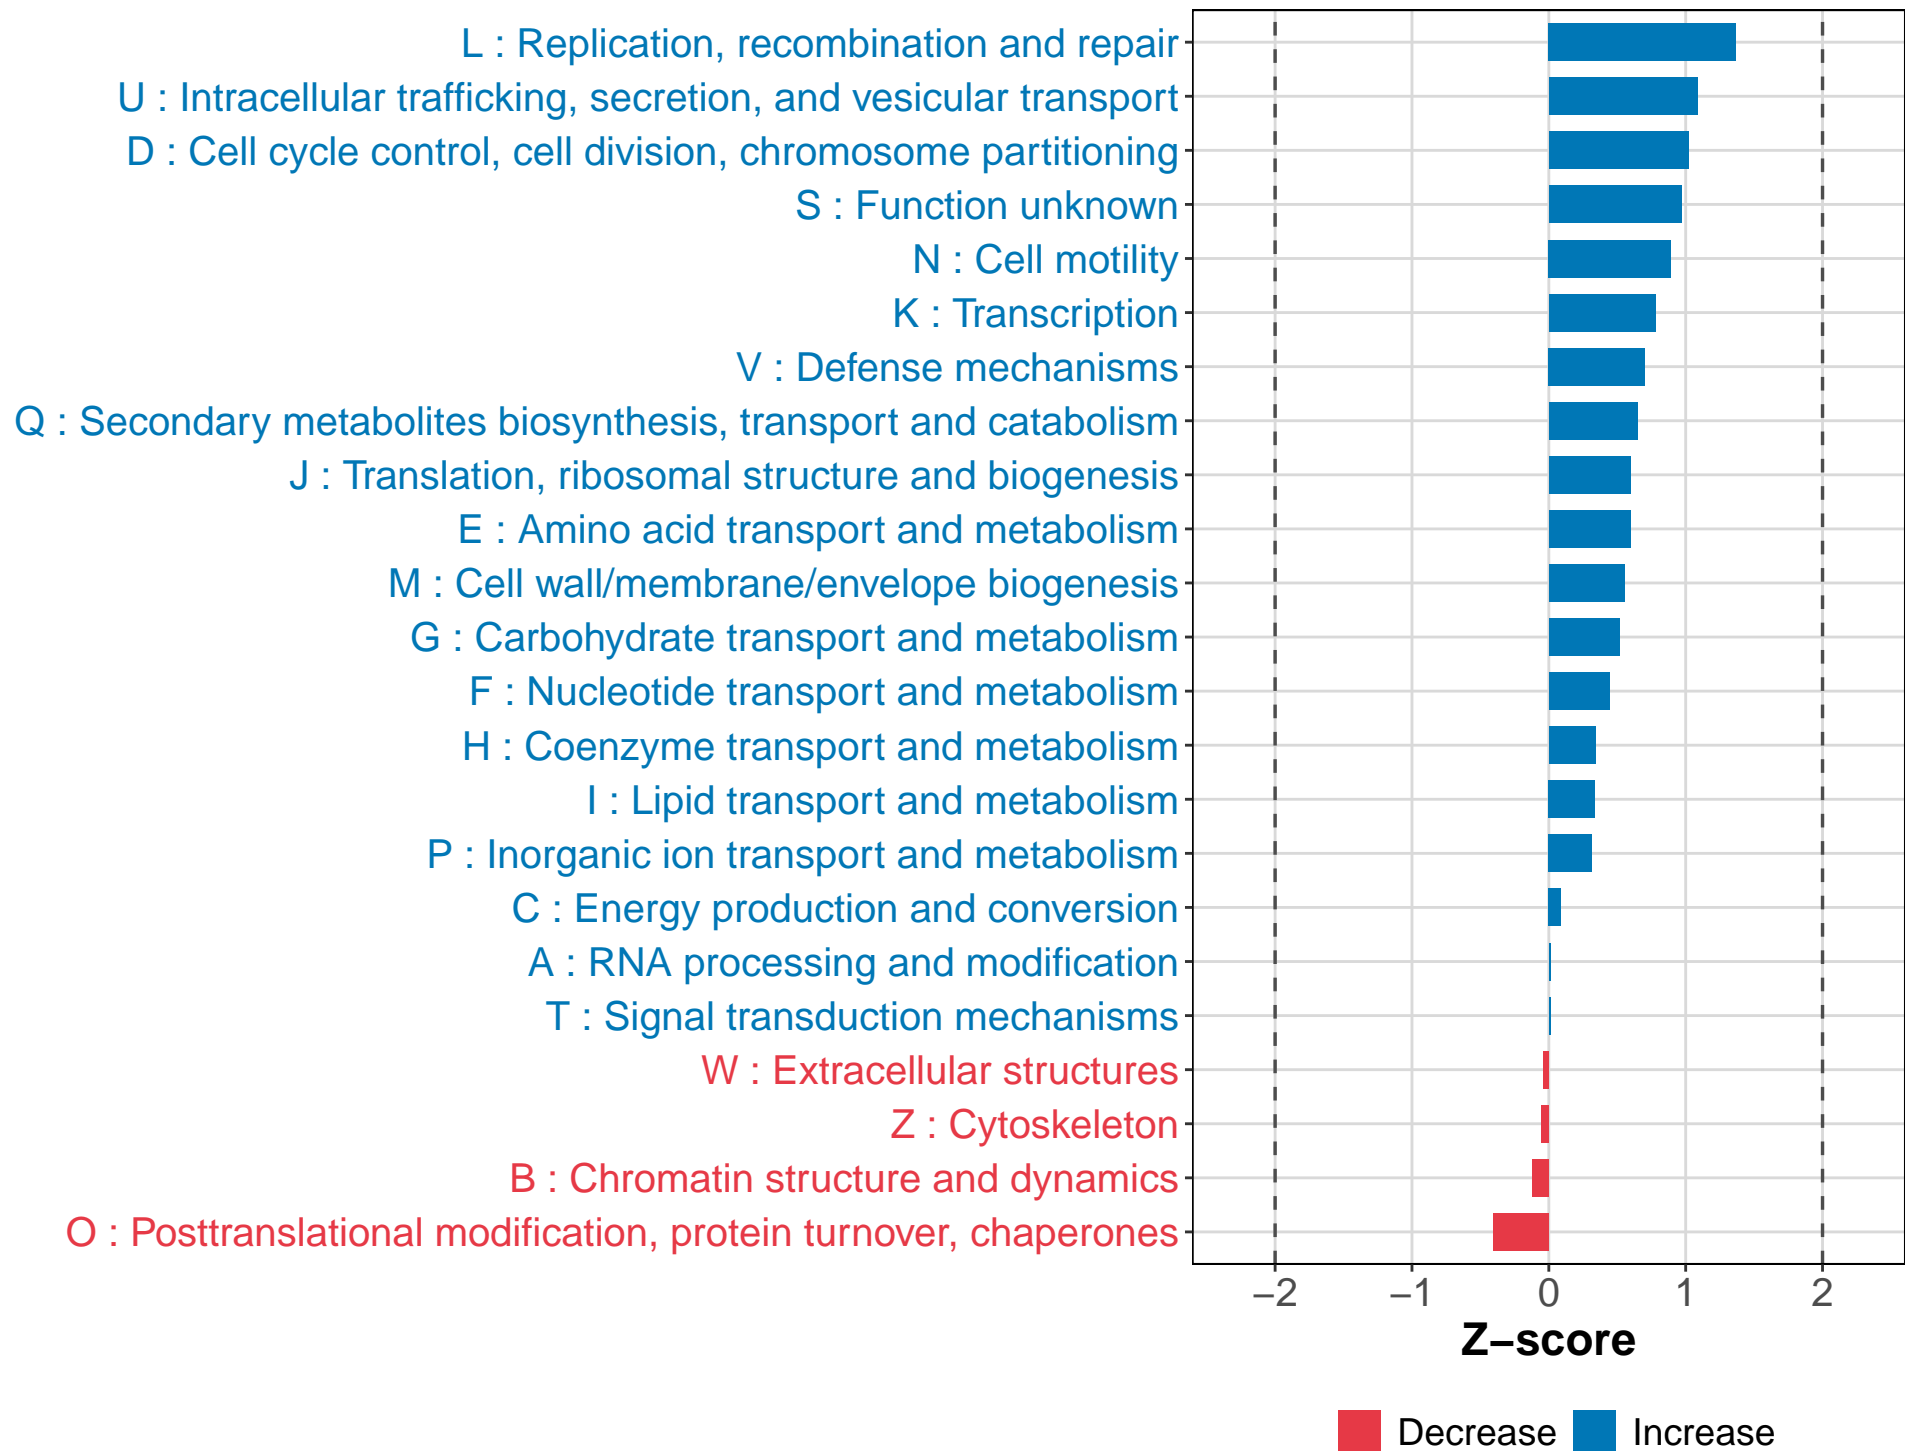 L : Replication, recombination and repair
U : Intracellular trafficking, secretion, and vesicular transport
D : Cell cycle control, cell division, chromosome partitioning
S : Function unknown
N : Cell motility
K : Transcription
V : Defense mechanisms
Q : Secondary metabolites biosynthesis, transport and catabolism
J : Translation, ribosomal structure and biogenesis
E : Amino acid transport and metabolism
M : Cell wall/membrane/envelope biogenesis
G : Carbohydrate transport and metabolism
F : Nucleotide transport and metabolism
H : Coenzyme transport and metabolism
I : Lipid transport and metabolism
P : Inorganic ion transport and metabolism
C : Energy production and conversion
A : RNA processing and modification
T : Signal transduction mechanisms
W : Extracellular structures
Z : Cytoskeleton
B : Chromatin structure and dynamics
O : Posttranslational modification, protein turnover, chaperones
−2 −1 0 1 2
Z−score
Decrease Increase